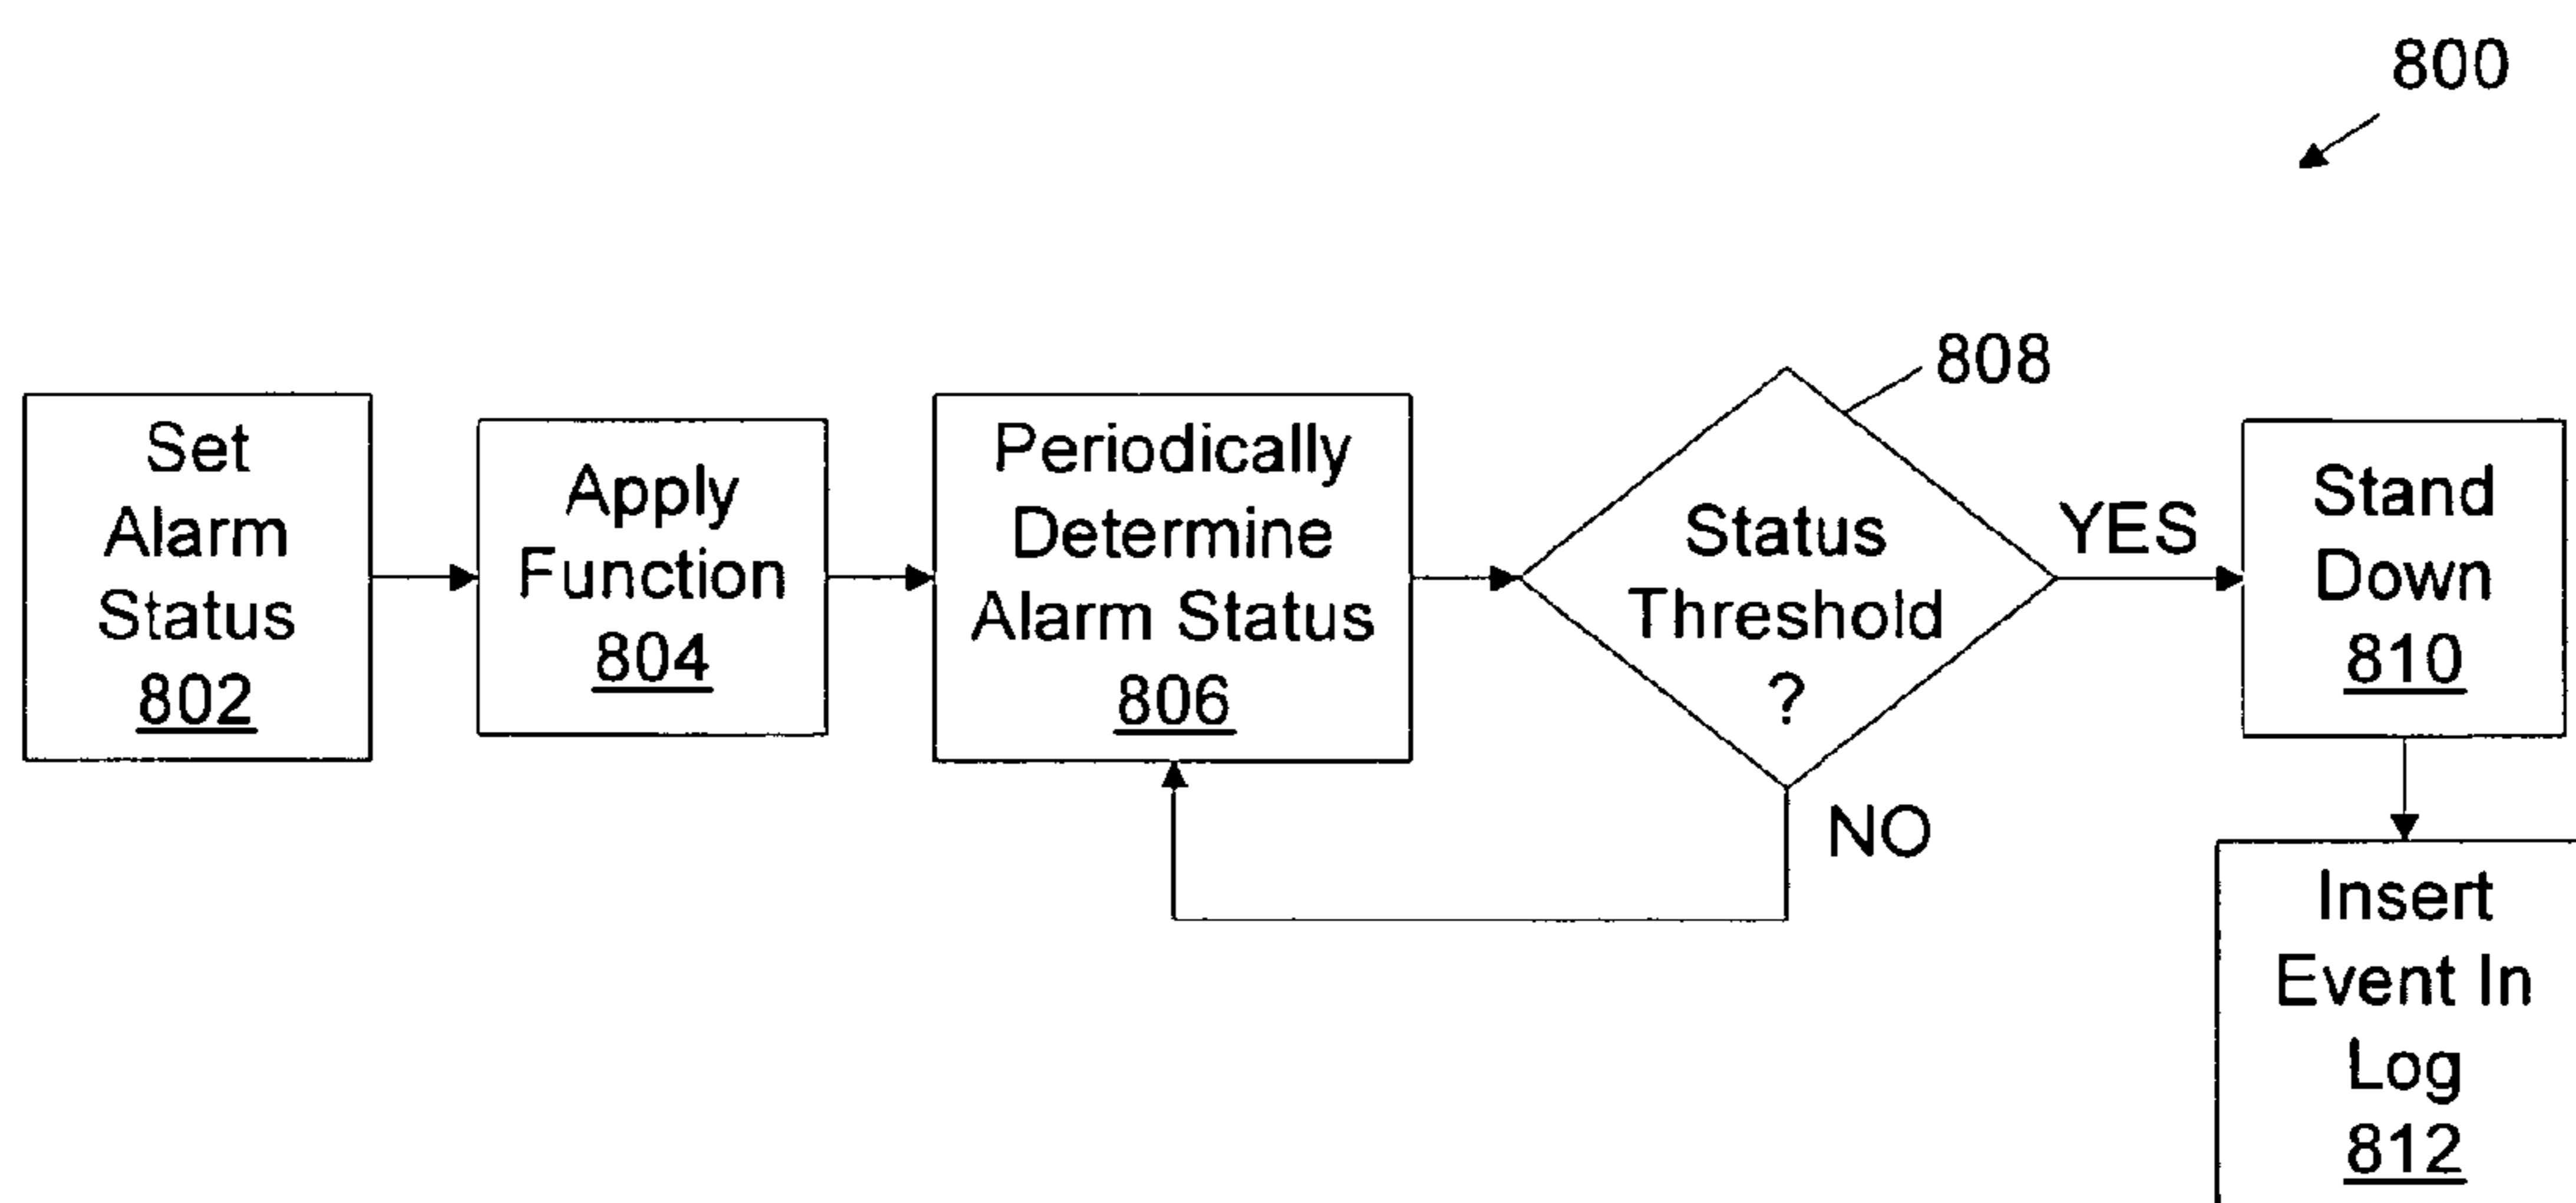 800
Set
Alarm
Status
802
Apply
Function
804
Periodically
Determine
Alarm Status
806
808
Status
Threshold
?
YES
NO
Stand
Down
810
Insert
Event In
Log
812